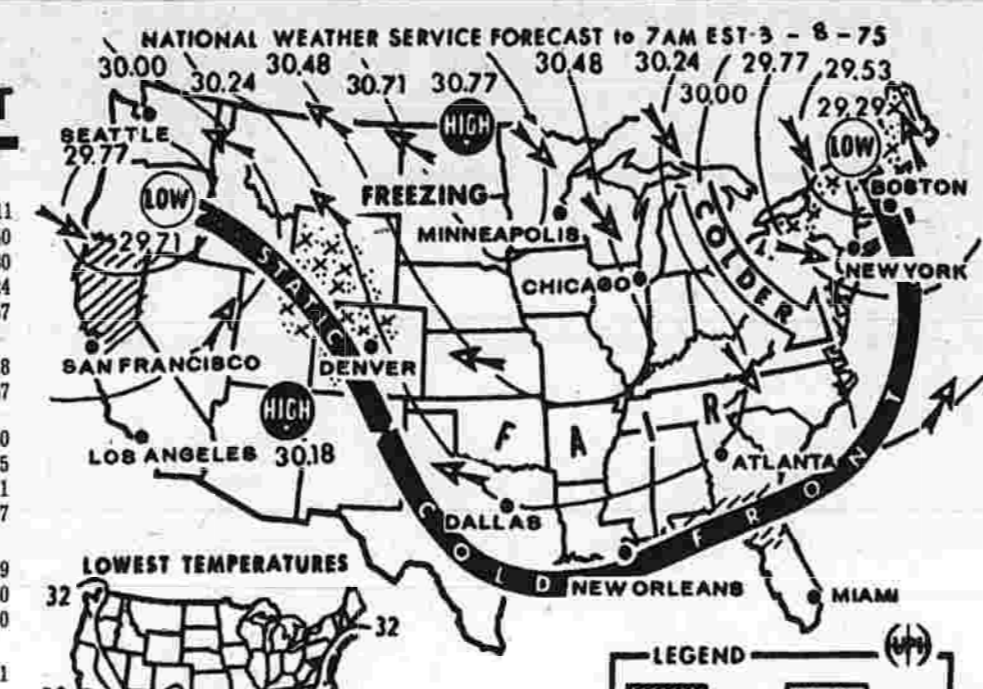 NATIONAL WEATHER SERVICE FORECAST to 7AM EST 3 - 8 - 75
30.00 30.24 30.48 30.71 30.77 30.48 30.24 29.77 29.53
30.00
29.29
HIGH
SEATTLE
29.77
LOW
LOW
BOSTON
FREEZING
MINNEAPOLIS
COLDER
29.71
STATIC
NEW YORK
CHICAGO
SAN FRANCISCO
DENVER
HIGH
FAIR
LOS ANGELES 30.18
ATLANTA
DALLAS
COLD FRONT
NEW ORLEANS
MIAMI
LOWEST TEMPERATURES
32
32
LEGEND
UPI